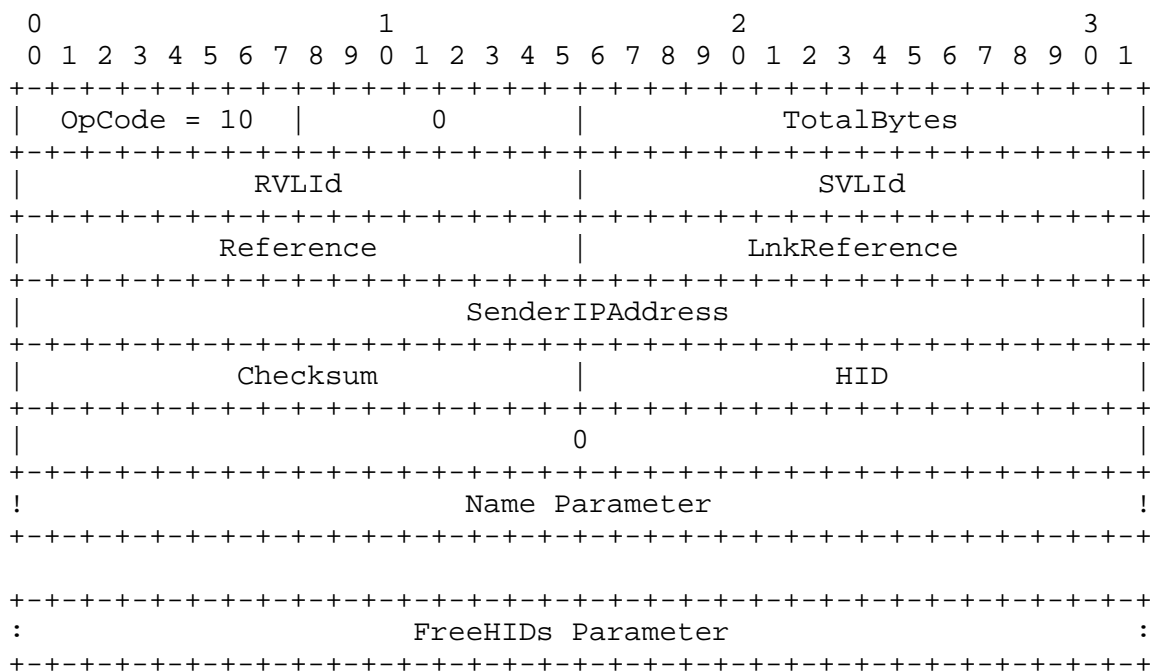 0                   1                   2                   3
 0 1 2 3 4 5 6 7 8 9 0 1 2 3 4 5 6 7 8 9 0 1 2 3 4 5 6 7 8 9 0 1
+-+-+-+-+-+-+-+-+-+-+-+-+-+-+-+-+-+-+-+-+-+-+-+-+-+-+-+-+-+-+-+-+
|  OpCode = 10  |       0       |           TotalBytes          |
+-+-+-+-+-+-+-+-+-+-+-+-+-+-+-+-+-+-+-+-+-+-+-+-+-+-+-+-+-+-+-+-+
|             RVLId             |             SVLId             |
+-+-+-+-+-+-+-+-+-+-+-+-+-+-+-+-+-+-+-+-+-+-+-+-+-+-+-+-+-+-+-+-+
|           Reference           |         LnkReference          |
+-+-+-+-+-+-+-+-+-+-+-+-+-+-+-+-+-+-+-+-+-+-+-+-+-+-+-+-+-+-+-+-+
|                         SenderIPAddress                       |
+-+-+-+-+-+-+-+-+-+-+-+-+-+-+-+-+-+-+-+-+-+-+-+-+-+-+-+-+-+-+-+-+
|            Checksum           |              HID              |
+-+-+-+-+-+-+-+-+-+-+-+-+-+-+-+-+-+-+-+-+-+-+-+-+-+-+-+-+-+-+-+-+
|                               0                               |
+-+-+-+-+-+-+-+-+-+-+-+-+-+-+-+-+-+-+-+-+-+-+-+-+-+-+-+-+-+-+-+-+
!                         Name Parameter                        !
+-+-+-+-+-+-+-+-+-+-+-+-+-+-+-+-+-+-+-+-+-+-+-+-+-+-+-+-+-+-+-+-+

+-+-+-+-+-+-+-+-+-+-+-+-+-+-+-+-+-+-+-+-+-+-+-+-+-+-+-+-+-+-+-+-+
:                      FreeHIDs Parameter                       :
+-+-+-+-+-+-+-+-+-+-+-+-+-+-+-+-+-+-+-+-+-+-+-+-+-+-+-+-+-+-+-+-+